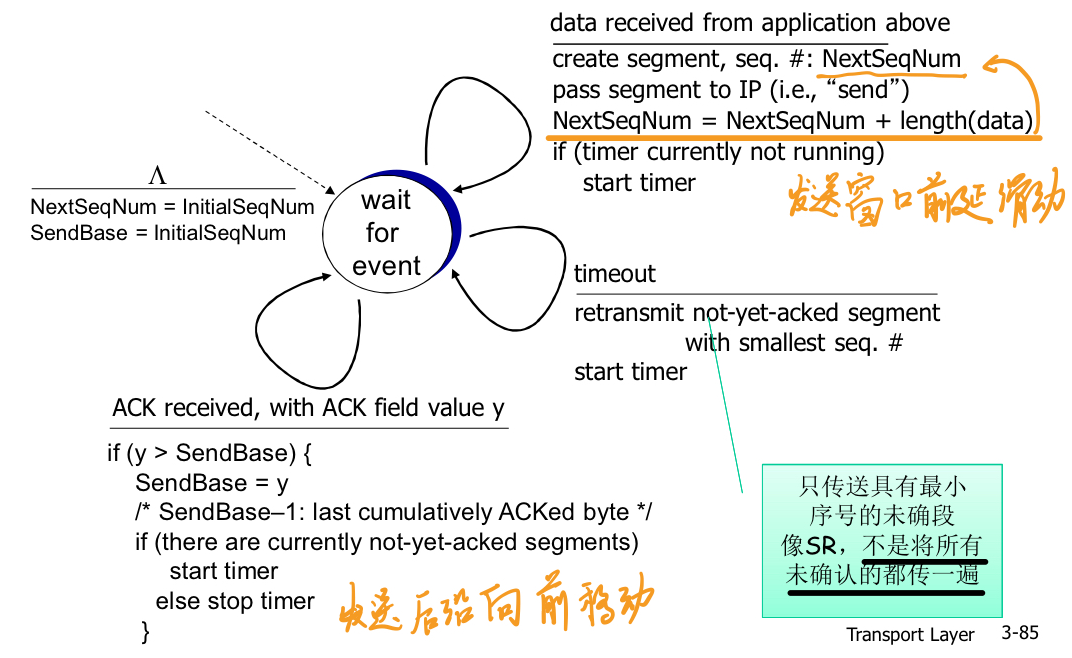 data received from application above
create segment, seq. #: NextSeqNum
pass segment to IP (i.e., “send”)
NextSeqNum = NextSeqNum + length(data)
if (timer currently not running)
start timer
发送窗口前延滑动
Λ
NextSeqNum = InitialSeqNum
SendBase = InitialSeqNum
wait
for
event
timeout
retransmit not-yet-acked segment
with smallest seq. #
start timer
ACK received, with ACK field value y
if (y > SendBase) {
SendBase = y
/* SendBase–1: last cumulatively ACKed byte */
if (there are currently not-yet-acked segments)
start timer
else stop timer
}
发送后沿向前移动
只传送具有最小
序号的未确段
像SR，不是将所有
未确认的都传一遍
Transport Layer 3-85